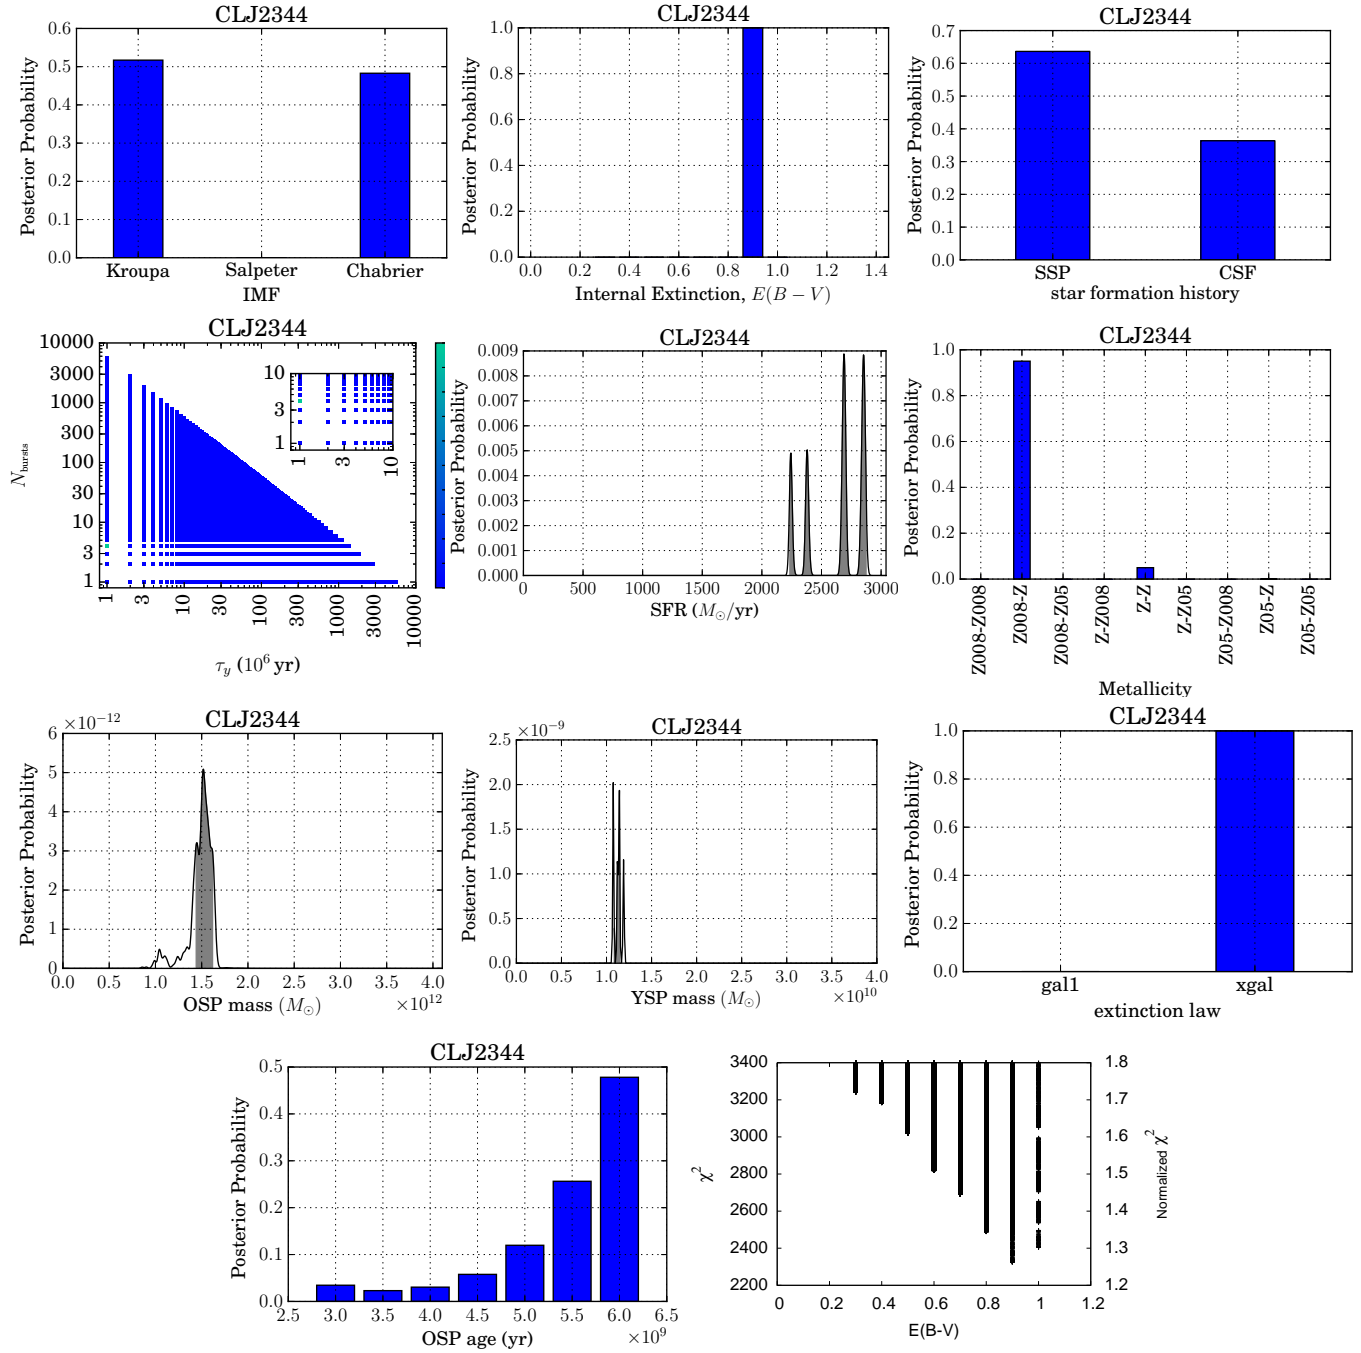 CLJ2344
0.6
0.5
0.4
0.3
0.2
0.1
0.0
Posterior Probability
Kroupa Salpeter Chabrier
IMF
CLJ2344
1.0
0.8
0.6
0.4
0.2
0.0
Posterior Probability
0.0 0.2 0.4 0.6 0.8 1.0 1.2 1.4
Internal Extinction, E(B − V)
CLJ2344
0.7
0.6
0.5
0.4
0.3
0.2
0.1
0.0
Posterior Probability
SSP CSF
star formation history
CLJ2344
10000
3000
1000
300
100
30
10
3
1
N_bursts
10
3
1
1 3 10
1 3 10 30 100 300 1000 3000 10000
τ_y (10^6 yr)
CLJ2344
0.009
0.008
0.007
0.006
0.005
0.004
0.003
0.002
0.001
0.000
Posterior Probability
0 500 1000 1500 2000 2500 3000
SFR (M_⊙/yr)
CLJ2344
1.0
0.8
0.6
0.4
0.2
0.0
Posterior Probability
Z008-Z008 Z008-Z Z008-Z05 Z-Z008 Z-Z Z-Z05 Z05-Z008 Z05-Z Z05-Z05
Metallicity
CLJ2344
×10^−12
6
5
4
3
2
1
0
Posterior Probability
0.0 0.5 1.0 1.5 2.0 2.5 3.0 3.5 4.0
OSP mass (M_⊙) ×10^12
CLJ2344
×10^−9
2.5
2.0
1.5
1.0
0.5
0.0
Posterior Probability
0.0 0.5 1.0 1.5 2.0 2.5 3.0 3.5 4.0
YSP mass (M_⊙) ×10^10
CLJ2344
1.0
0.8
0.6
0.4
0.2
0.0
Posterior Probability
gal1 xgal
extinction law
CLJ2344
0.5
0.4
0.3
0.2
0.1
0.0
Posterior Probability
2.5 3.0 3.5 4.0 4.5 5.0 5.5 6.0 6.5
OSP age (yr) ×10^9
3400
3200
3000
2800
2600
2400
2200
χ^2
1.8
1.7
1.6
1.5
1.4
1.3
1.2
Normalized χ^2
0 0.2 0.4 0.6 0.8 1 1.2
E(B-V)